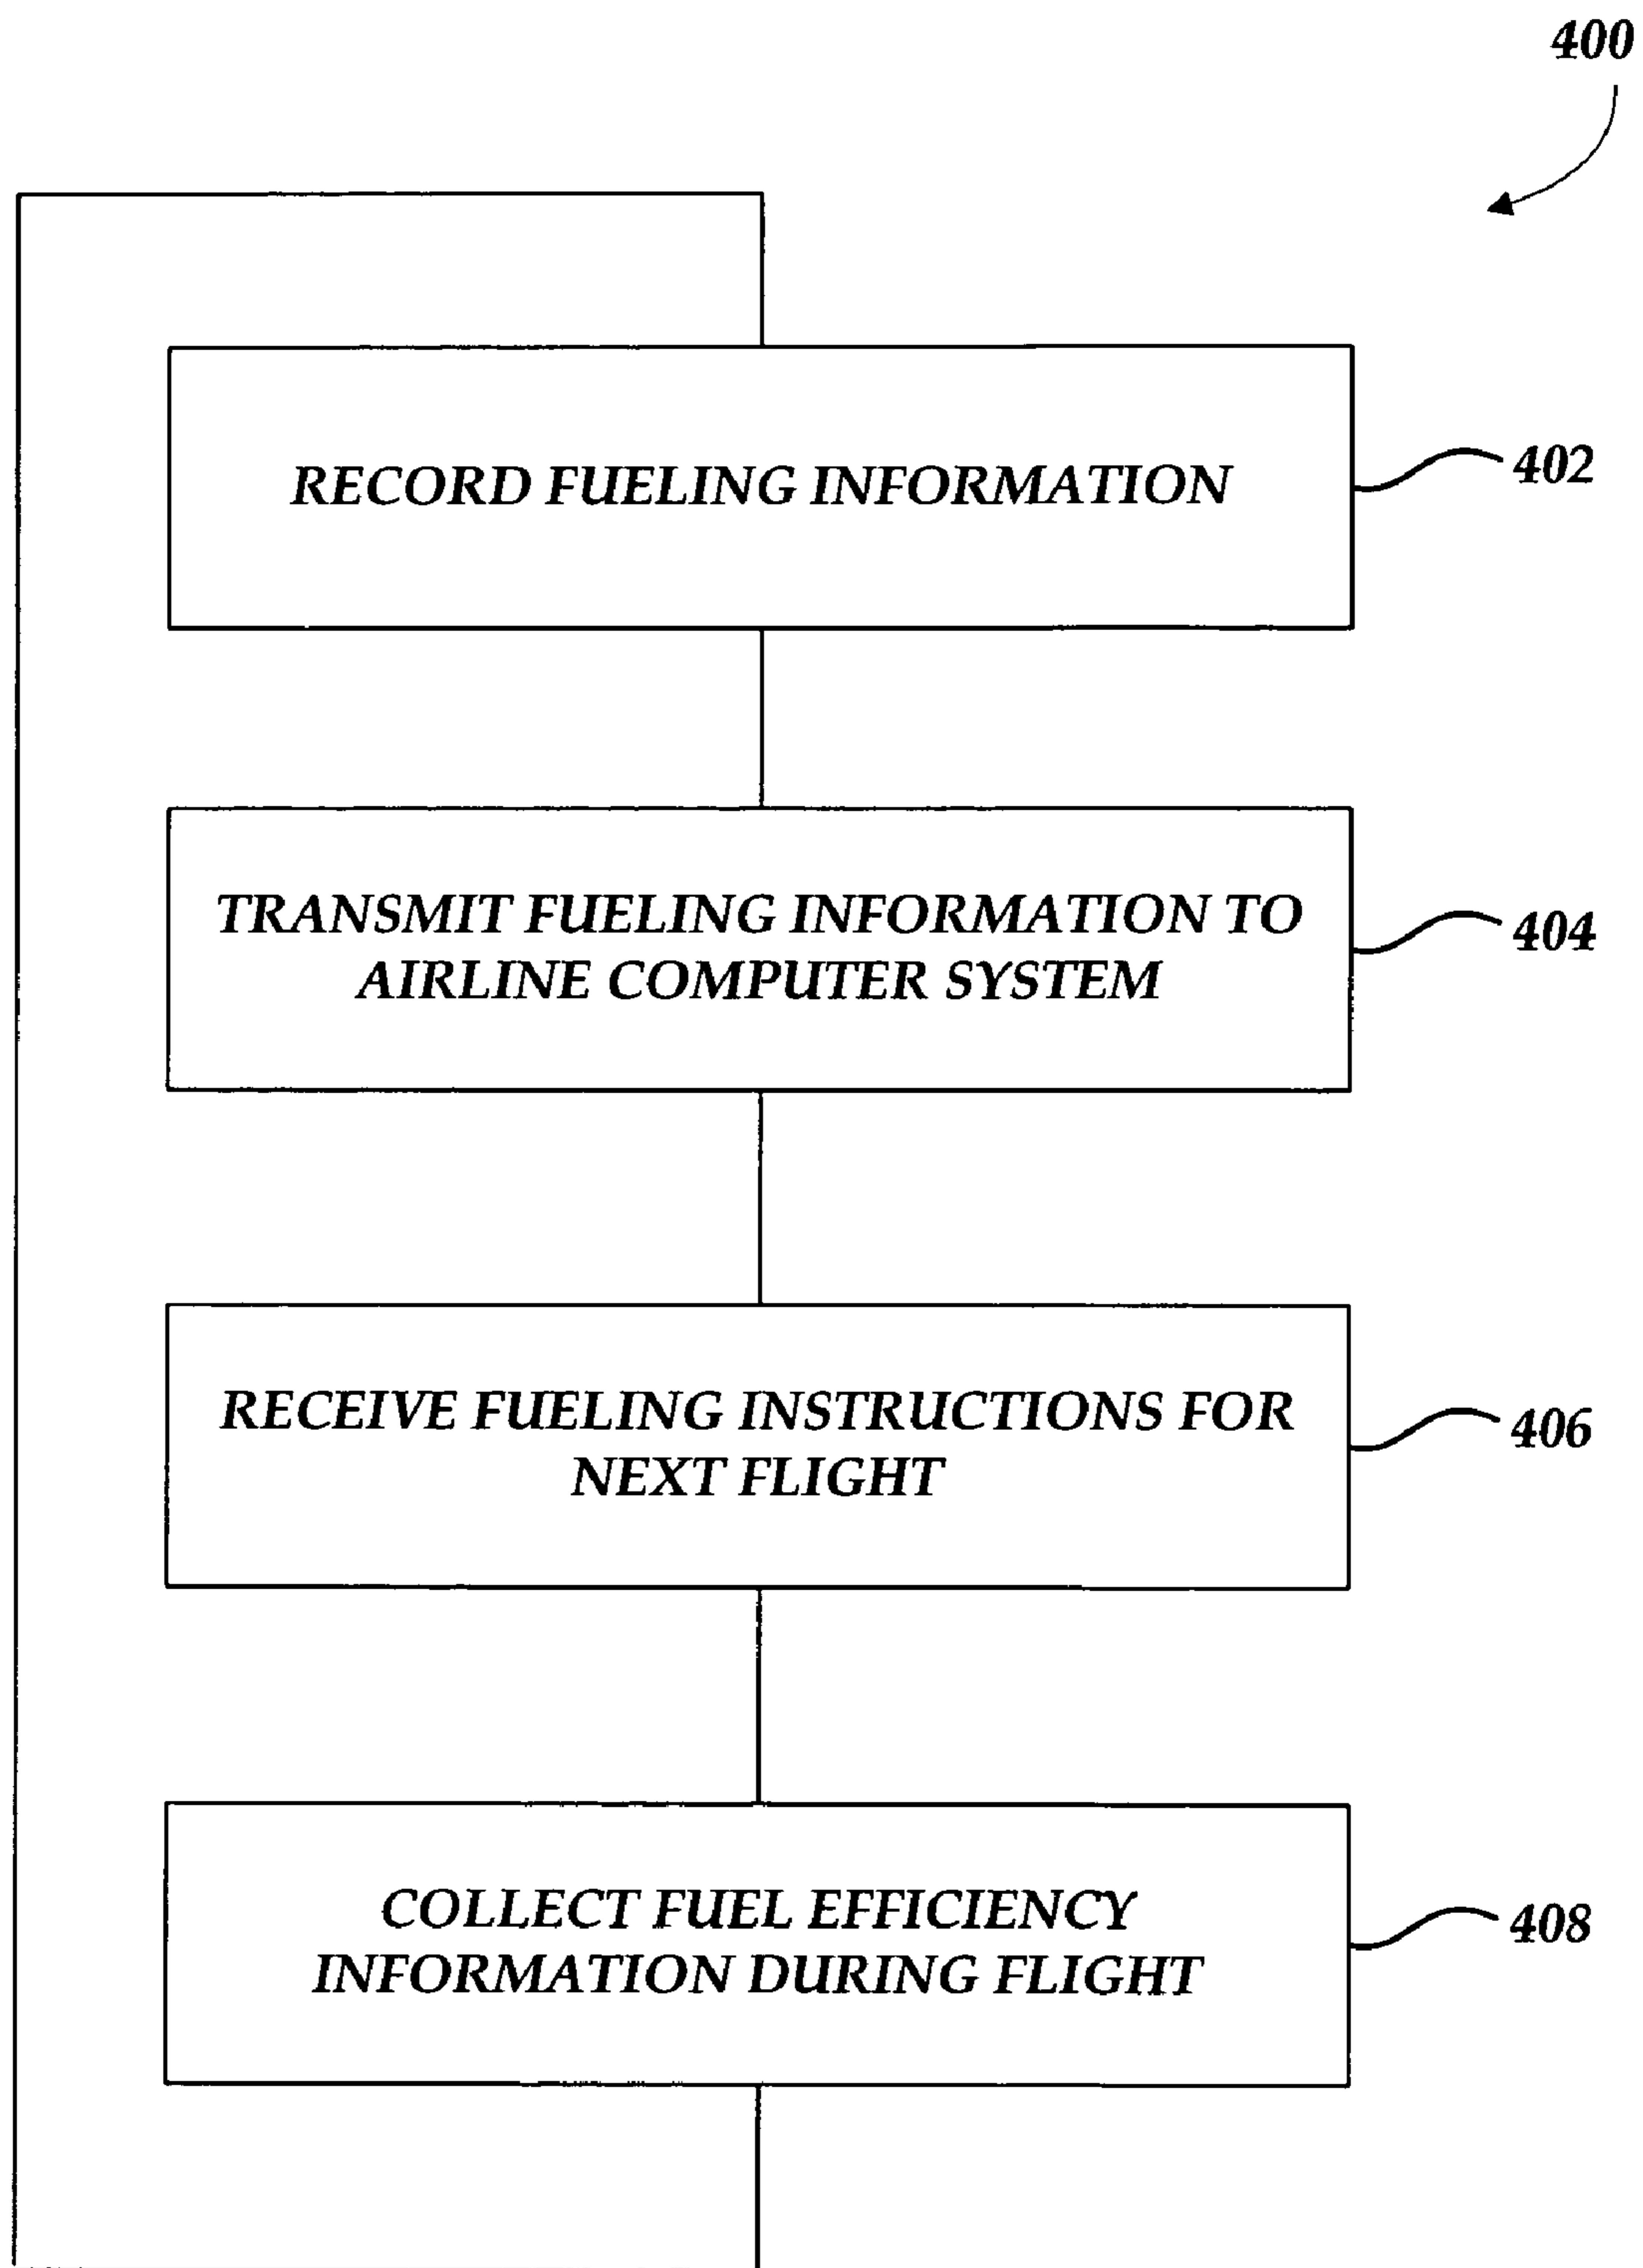 400
RECORD FUELING INFORMATION
402
TRANSMIT FUELING INFORMATION TO
AIRLINE COMPUTER SYSTEM
404
RECEIVE FUELING INSTRUCTIONS FOR
NEXT FLIGHT
406
COLLECT FUEL EFFICIENCY
INFORMATION DURING FLIGHT
408